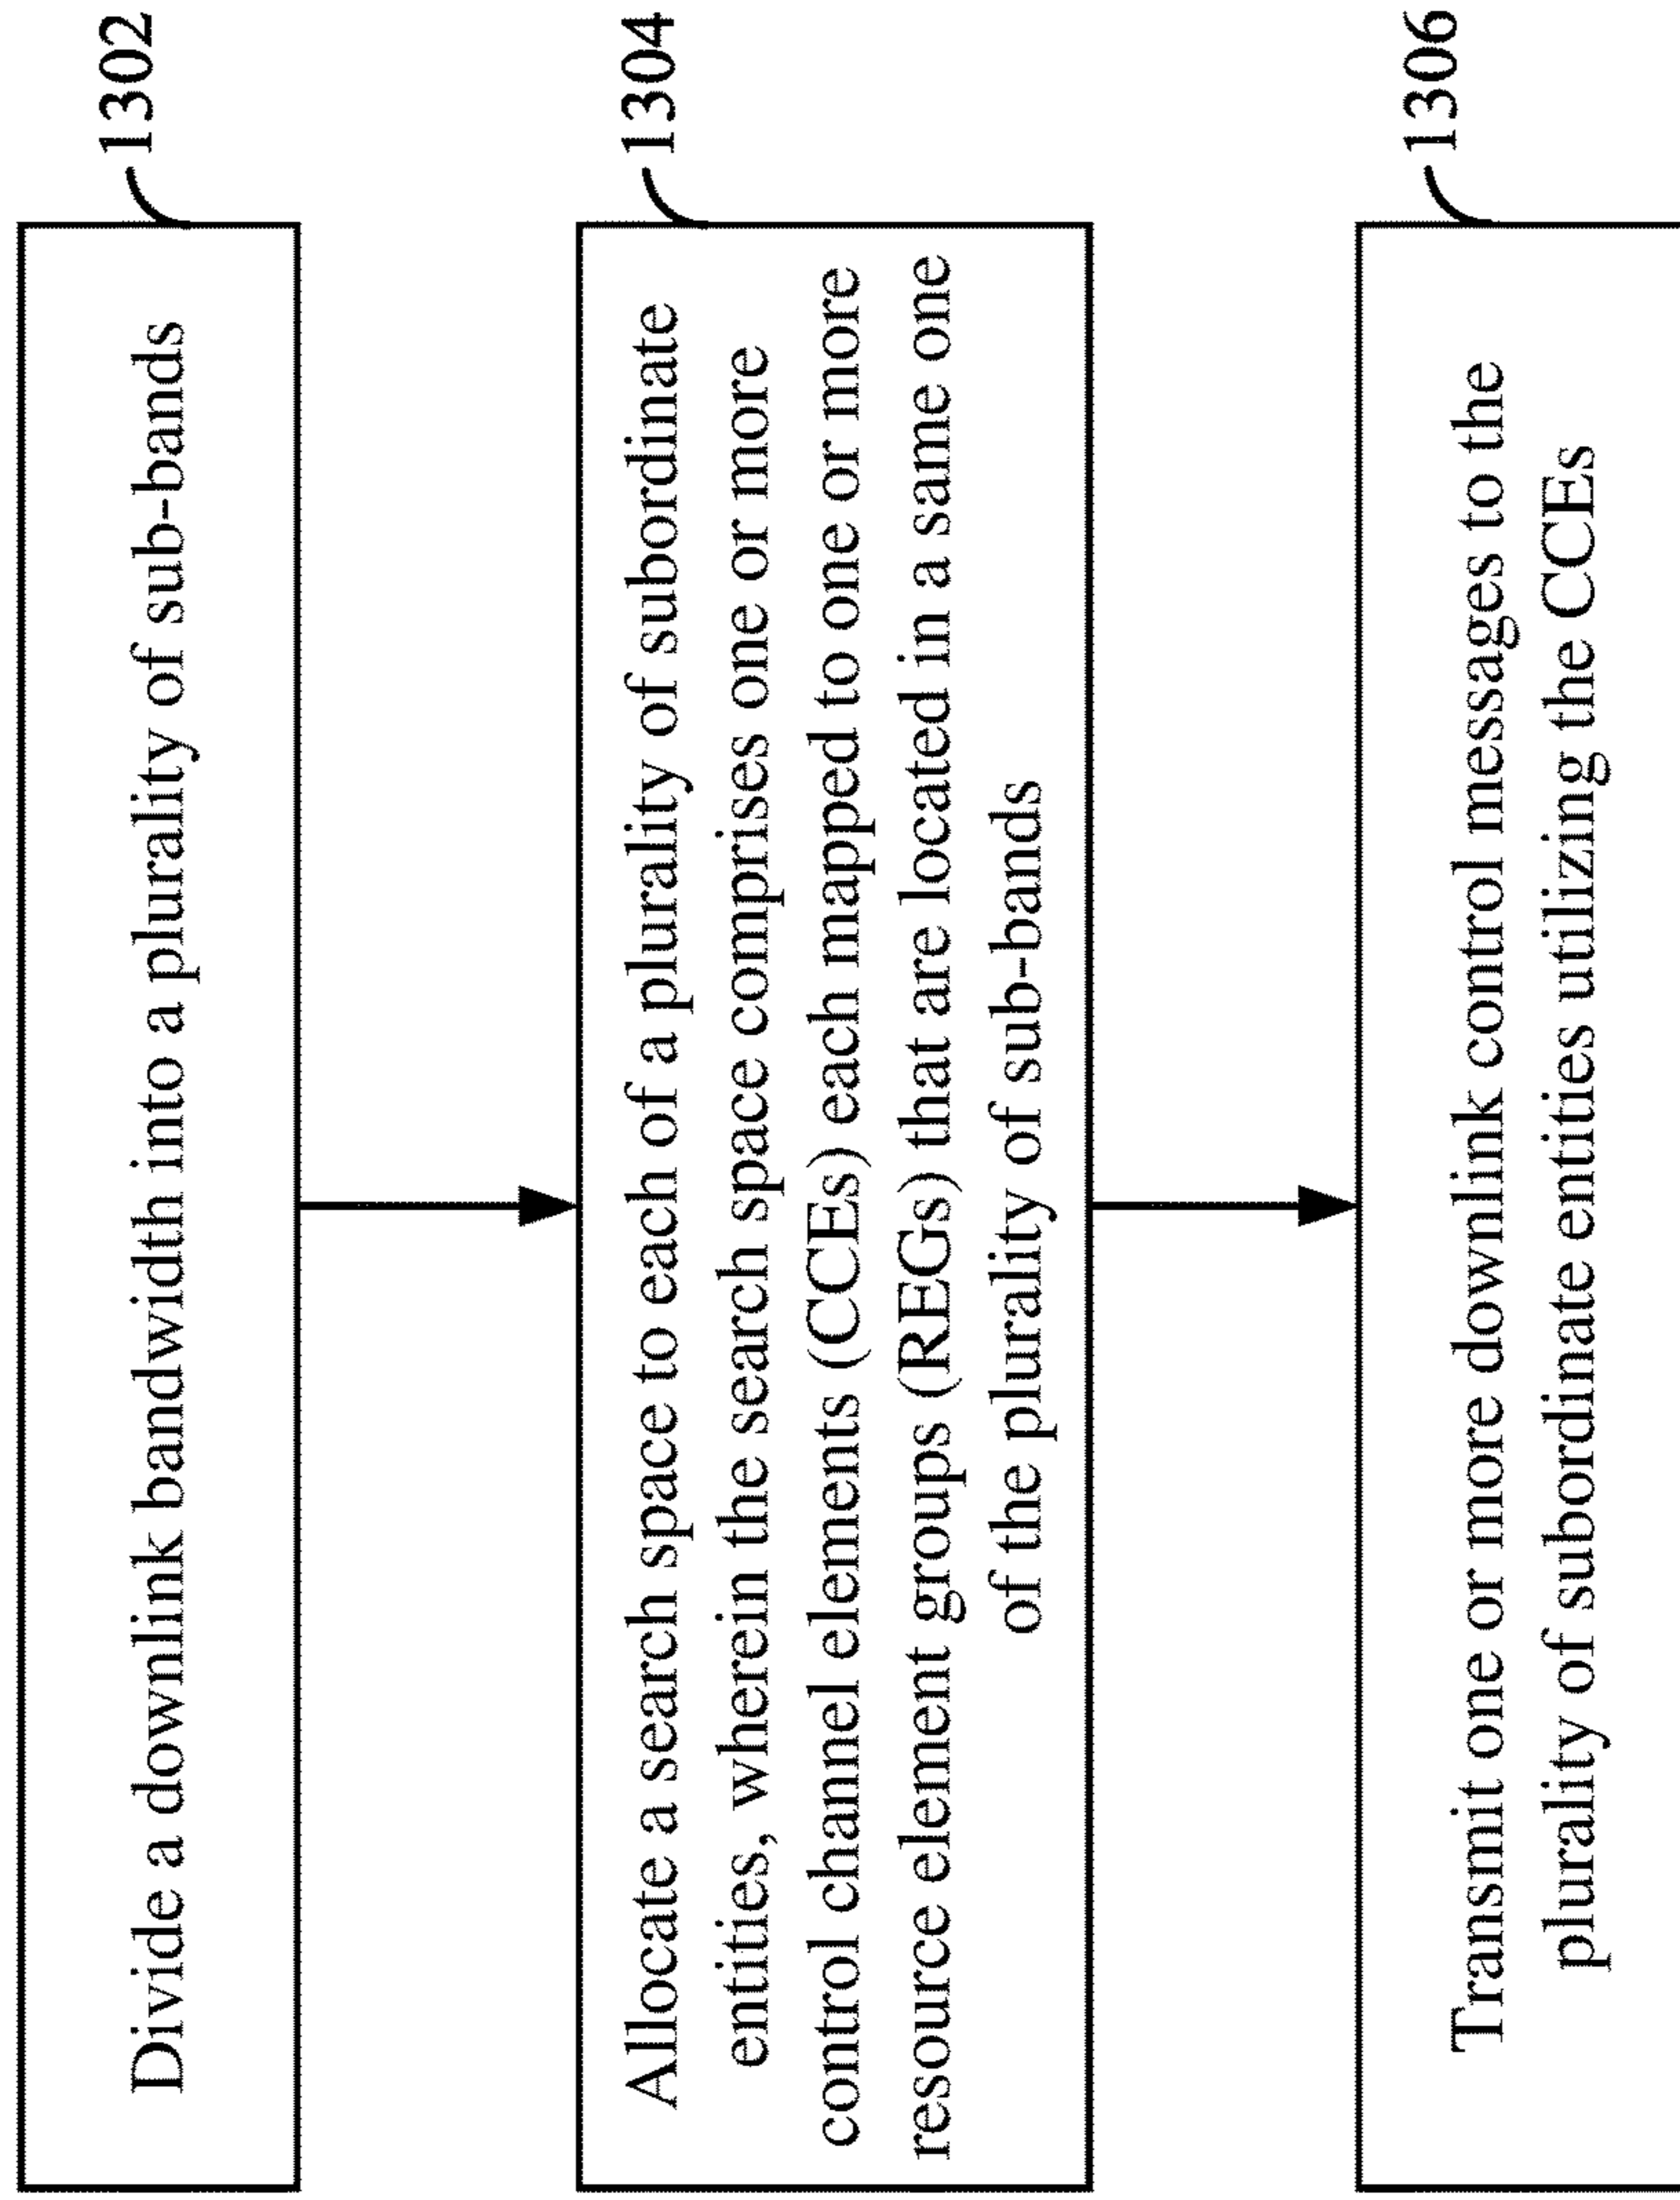 1302
Divide a downlink bandwidth into a plurality of sub-bands
1304
Allocate a search space to each of a plurality of subordinate
entities, wherein the search space comprises one or more
control channel elements (CCEs) each mapped to one or more
resource element groups (REGs) that are located in a same one
of the plurality of sub-bands
1306
Transmit one or more downlink control messages to the
plurality of subordinate entities utilizing the CCEs